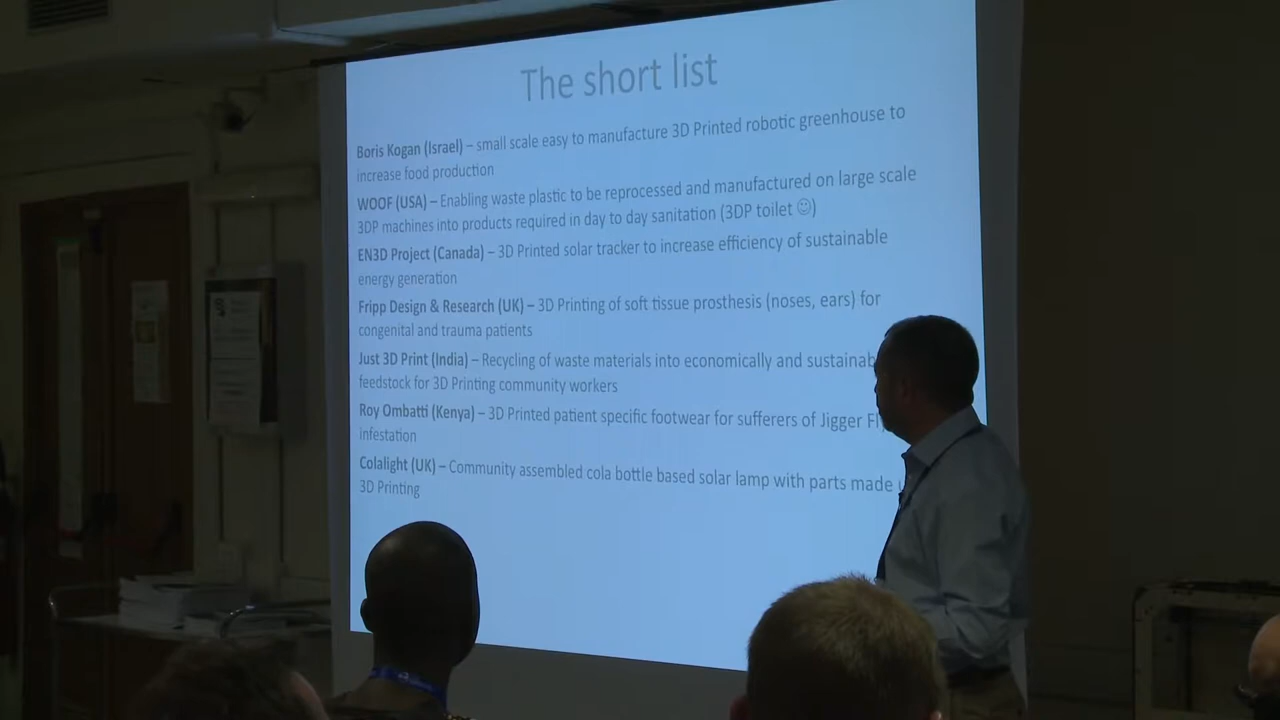 The short list
Boris Kogan (Israel) – small scale easy to manufacture 3D Printed robotic greenhouse to
increase food production
WOOF (USA) – Enabling waste plastic to be reprocessed and manufactured on large scale
3DP machines into products required in day to day sanitation (3DP toilet ☺)
EN3D Project (Canada) – 3D Printed solar tracker to increase efficiency of sustainable
energy generation
Fripp Design & Research (UK) – 3D Printing of soft tissue prosthesis (noses, ears) for
congenital and trauma patients
Just 3D Print (India) – Recycling of waste materials into economically and
feedstock for 3D Printing community workers
Roy Ombatti (Kenya) – 3D Printed patient specific footwear for sufferers of Jigger
infestation
Colalight (UK) – Community assembled cola bottle based solar lamp with parts made
3D Printing